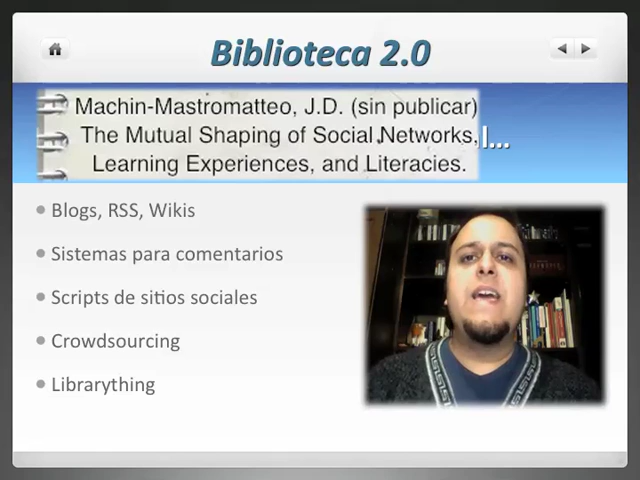 Biblioteca 2.0
Machin-Mastromatteo, J.D. (sin publicar)
The Mutual Shaping of Social Networks,
Learning Experiences, and Literacies.
Blogs, RSS, Wikis
Sistemas para comentarios
Scripts de sitios sociales
Crowdsourcing
Librarything